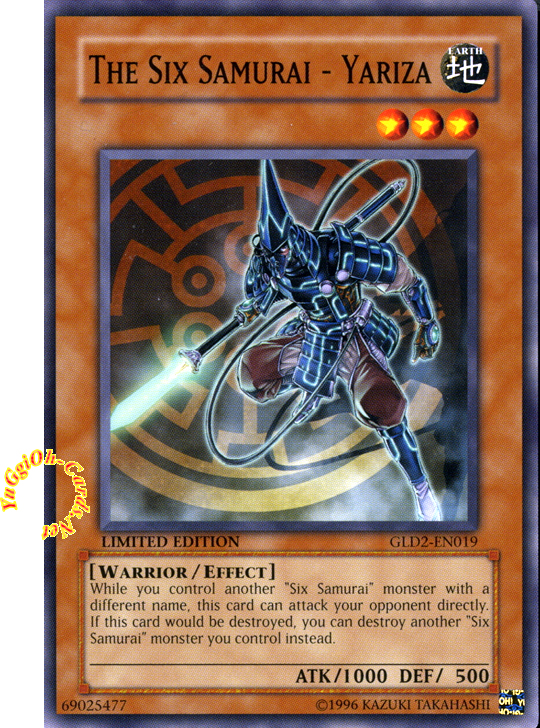 THE SIX SAMURAI - YARIZA
EARTH
地
LIMITED EDITION
GLD2-EN019
[WARRIOR / EFFECT]
While you control another "Six Samurai" monster with a
different name, this card can attack your opponent directly.
If this card would be destroyed, you can destroy another "Six
Samurai" monster you control instead.
ATK/1000 DEF/ 500
69025477
©1996 KAZUKI TAKAHASHI
YuGgiOh-Cards.Net